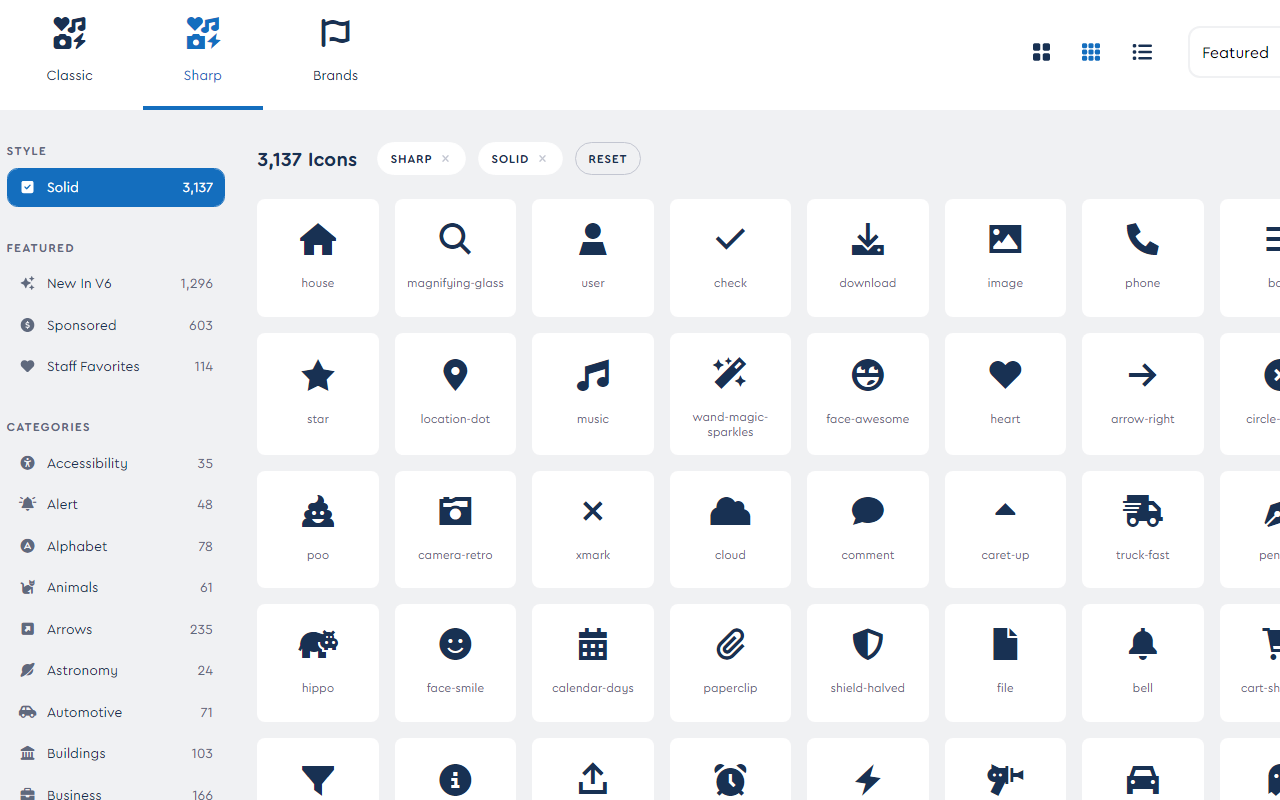 Classic
Sharp
Brands
Featured
STYLE
Solid 3,137
FEATURED
New In V6 1,296
Sponsored 603
Staff Favorites 114
CATEGORIES
Accessibility 35
Alert 48
Alphabet 78
Animals 61
Arrows 235
Astronomy 24
Automotive 71
Buildings 103
Business 166
3,137 Icons
SHARP ×
SOLID ×
RESET
house
magnifying-glass
user
check
download
image
phone
star
location-dot
music
wand-magic-
sparkles
face-awesome
heart
arrow-right
circle-
poo
camera-retro
xmark
cloud
comment
caret-up
truck-fast
pen
hippo
face-smile
calendar-days
paperclip
shield-halved
file
bell
cart-sh